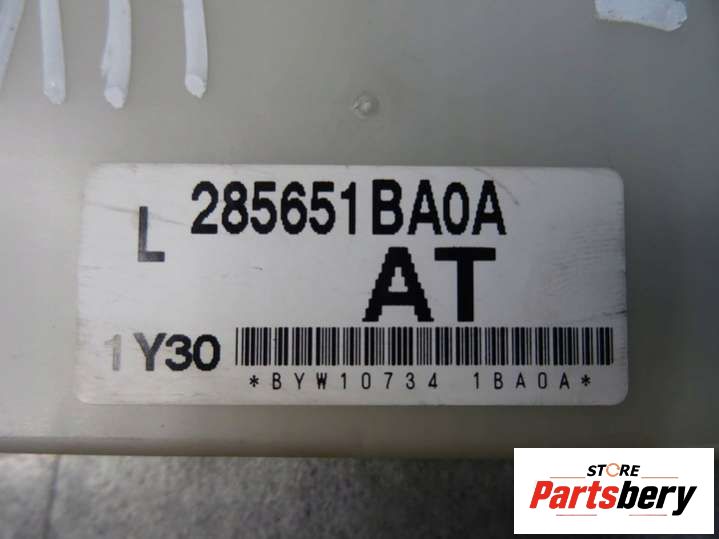 L 285651BA0A
AT
1Y30
*BYW10734 1BA0A*
STORE
Partsbery